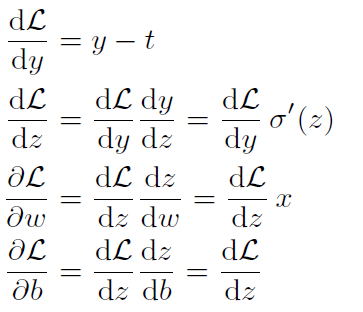 dℒ/dy = y − t
dℒ/dz = dℒ/dy dy/dz = dℒ/dy σ′(z)
∂ℒ/∂w = dℒ/dz dz/dw = dℒ/dz x
∂ℒ/∂b = dℒ/dz dz/db = dℒ/dz